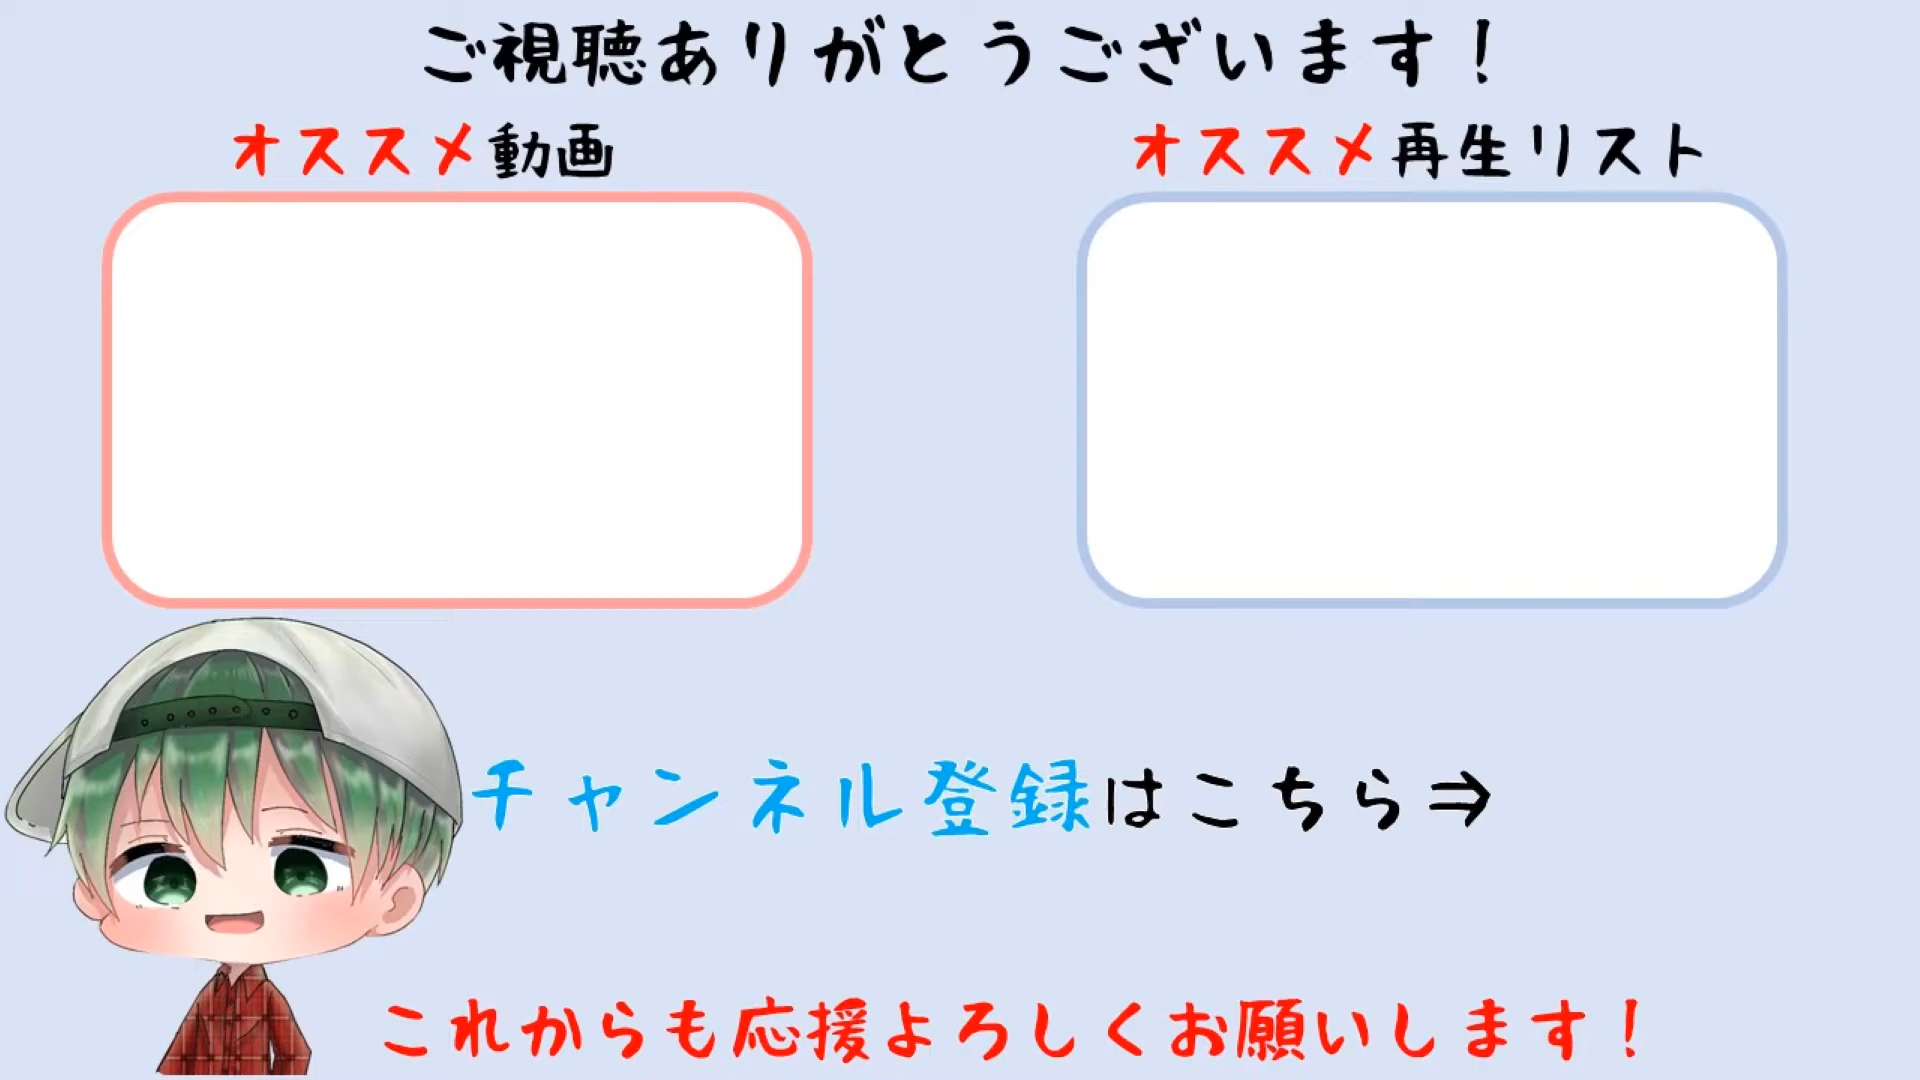 ご視聴ありがとうございます!
オススメ動画
オススメ再生リスト
チャンネル登録はこちら⇒
これからも応援よろしくお願いします!